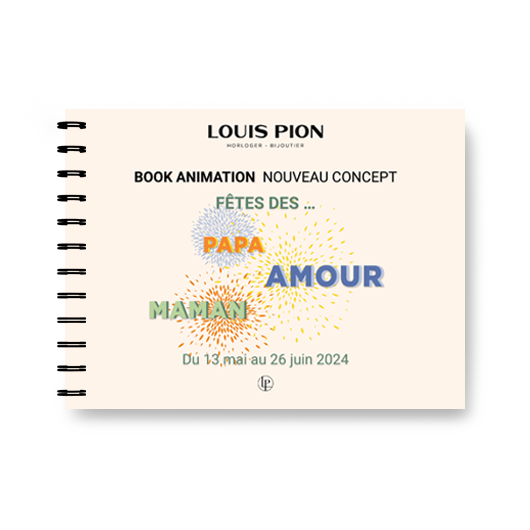 LOUIS PION
HORLOGER - BIJOUTIER
BOOK ANIMATION NOUVEAU CONCEPT
FÊTES DES ...
PAPA
AMOUR
MAMAN
Du 13 mai au 26 juin 2024
LP